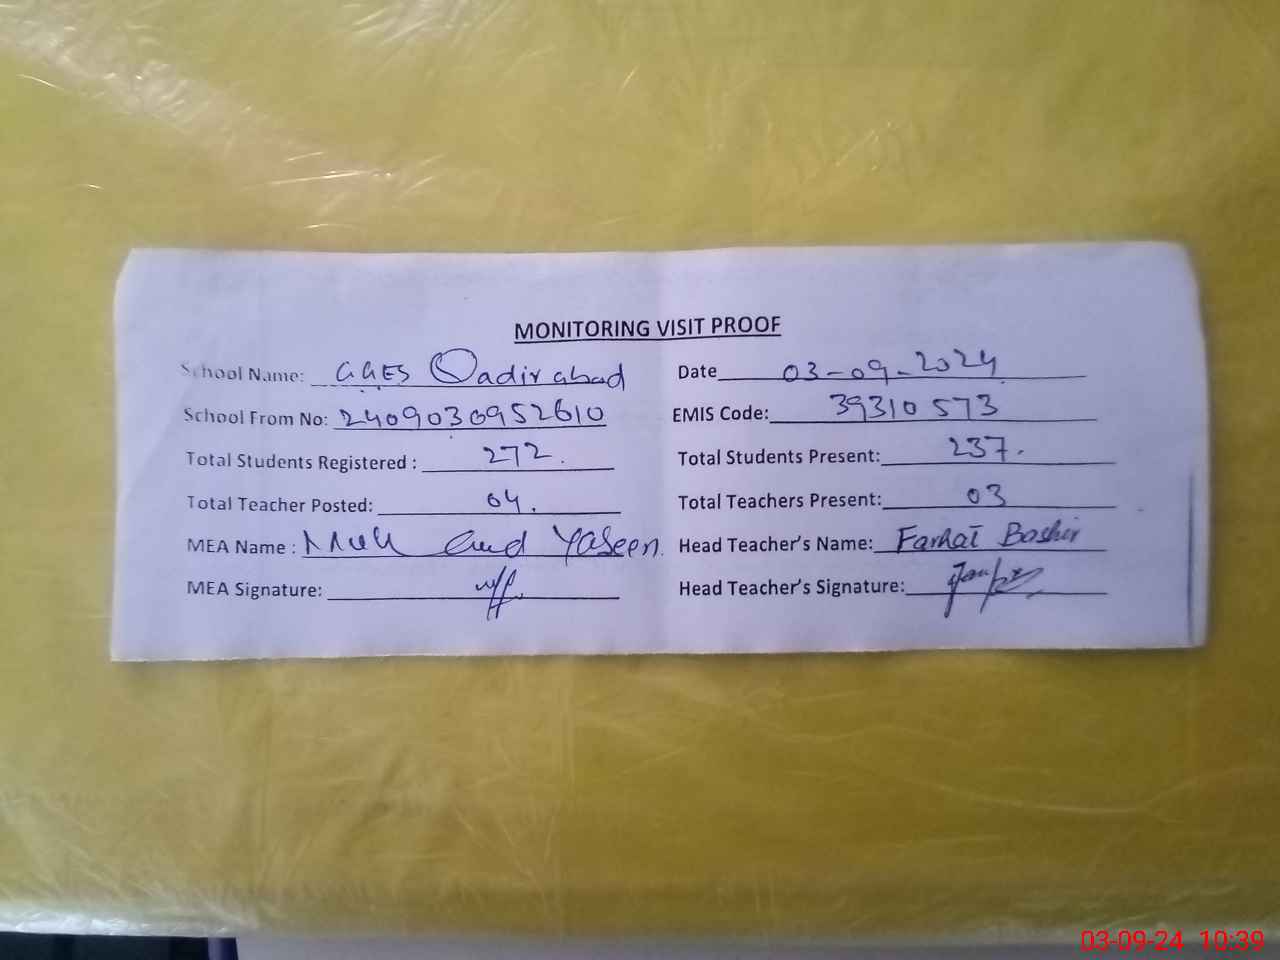 MONITORING VISIT PROOF
School Name: GGES Qadirabad Date 03-09-2024
School From No: 2409030952610 EMIS Code: 39310573
Total Students Registered : 272. Total Students Present: 237.
Total Teacher Posted: 04. Total Teachers Present: 03
MEA Name : Yaseen. Head Teacher's Name: Farhat Bashir
MEA Signature: Head Teacher's Signature:
03-09-24 10:39